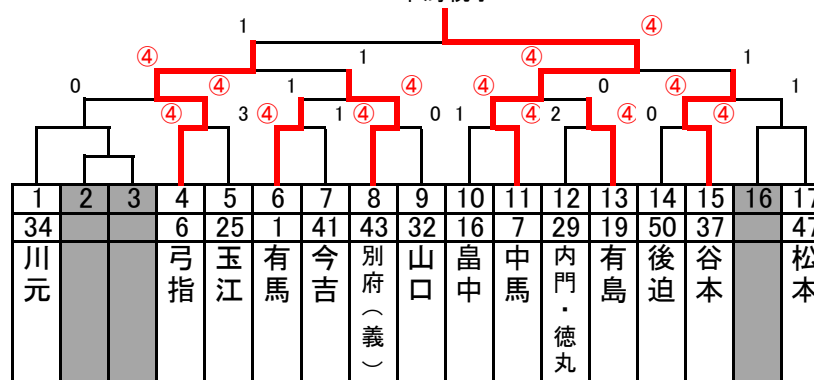 1 ④
④ 1 ④ 1
0 ④ 1 ④ ④ 0 ④ 1
④ 3 ④ 1 ④ 0 1 ④ 2 ④ 0 ④
1 2 3 4 5 6 7 8 9 10 11 12 13 14 15 16 17
34 6 25 1 41 43 32 16 7 29 19 50 37 47
川元 弓指 玉江 有馬 今吉 別府（義） 山口 畠中 中馬 内門・徳丸 有島 後迫 谷本 松本